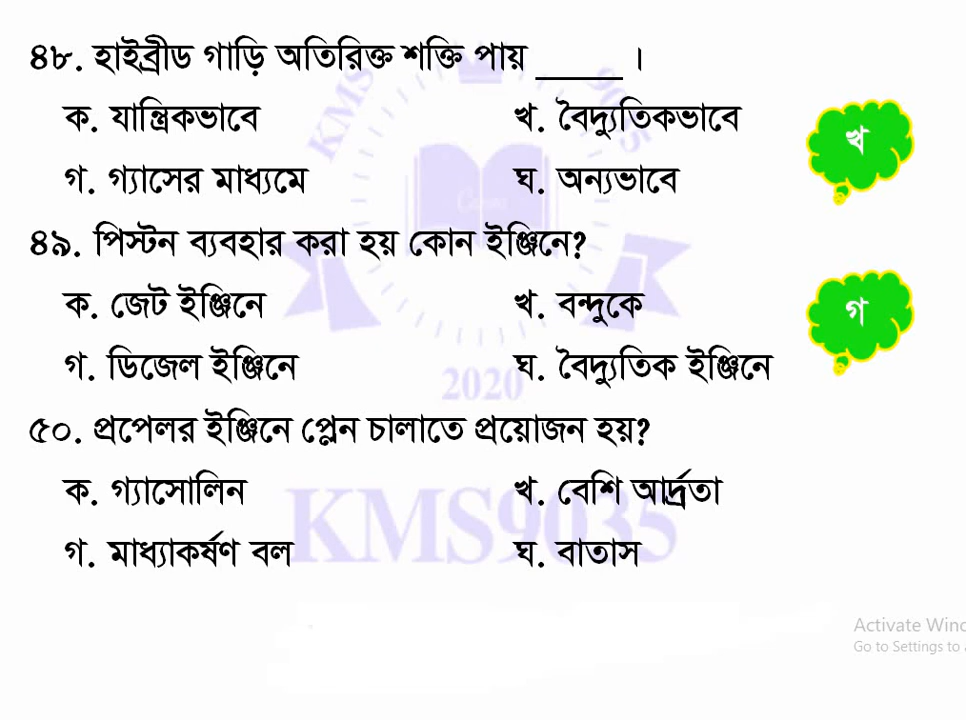 ৪৮. হাইব্রীড গাড়ি অতিরিক্ত শক্তি পায় _____ ।
ক. যান্ত্রিকভাবে খ. বৈদ্যুতিকভাবে
খ
গ. গ্যাসের মাধ্যমে ঘ. অন্যভাবে
৪৯. পিস্টন ব্যবহার করা হয় কোন ইঞ্জিনে?
ক. জেট ইঞ্জিনে খ. বন্দুকে
গ
গ. ডিজেল ইঞ্জিনে ঘ. বৈদ্যুতিক ইঞ্জিনে
2020
৫০. প্রপেলর ইঞ্জিনে প্লেন চালাতে প্রয়োজন হয়?
ক. গ্যাসোলিন খ. বেশি আর্দ্রতা
KMS9035
গ. মাধ্যাকর্ষণ বল ঘ. বাতাস
Activate Wind
Go to Settings to